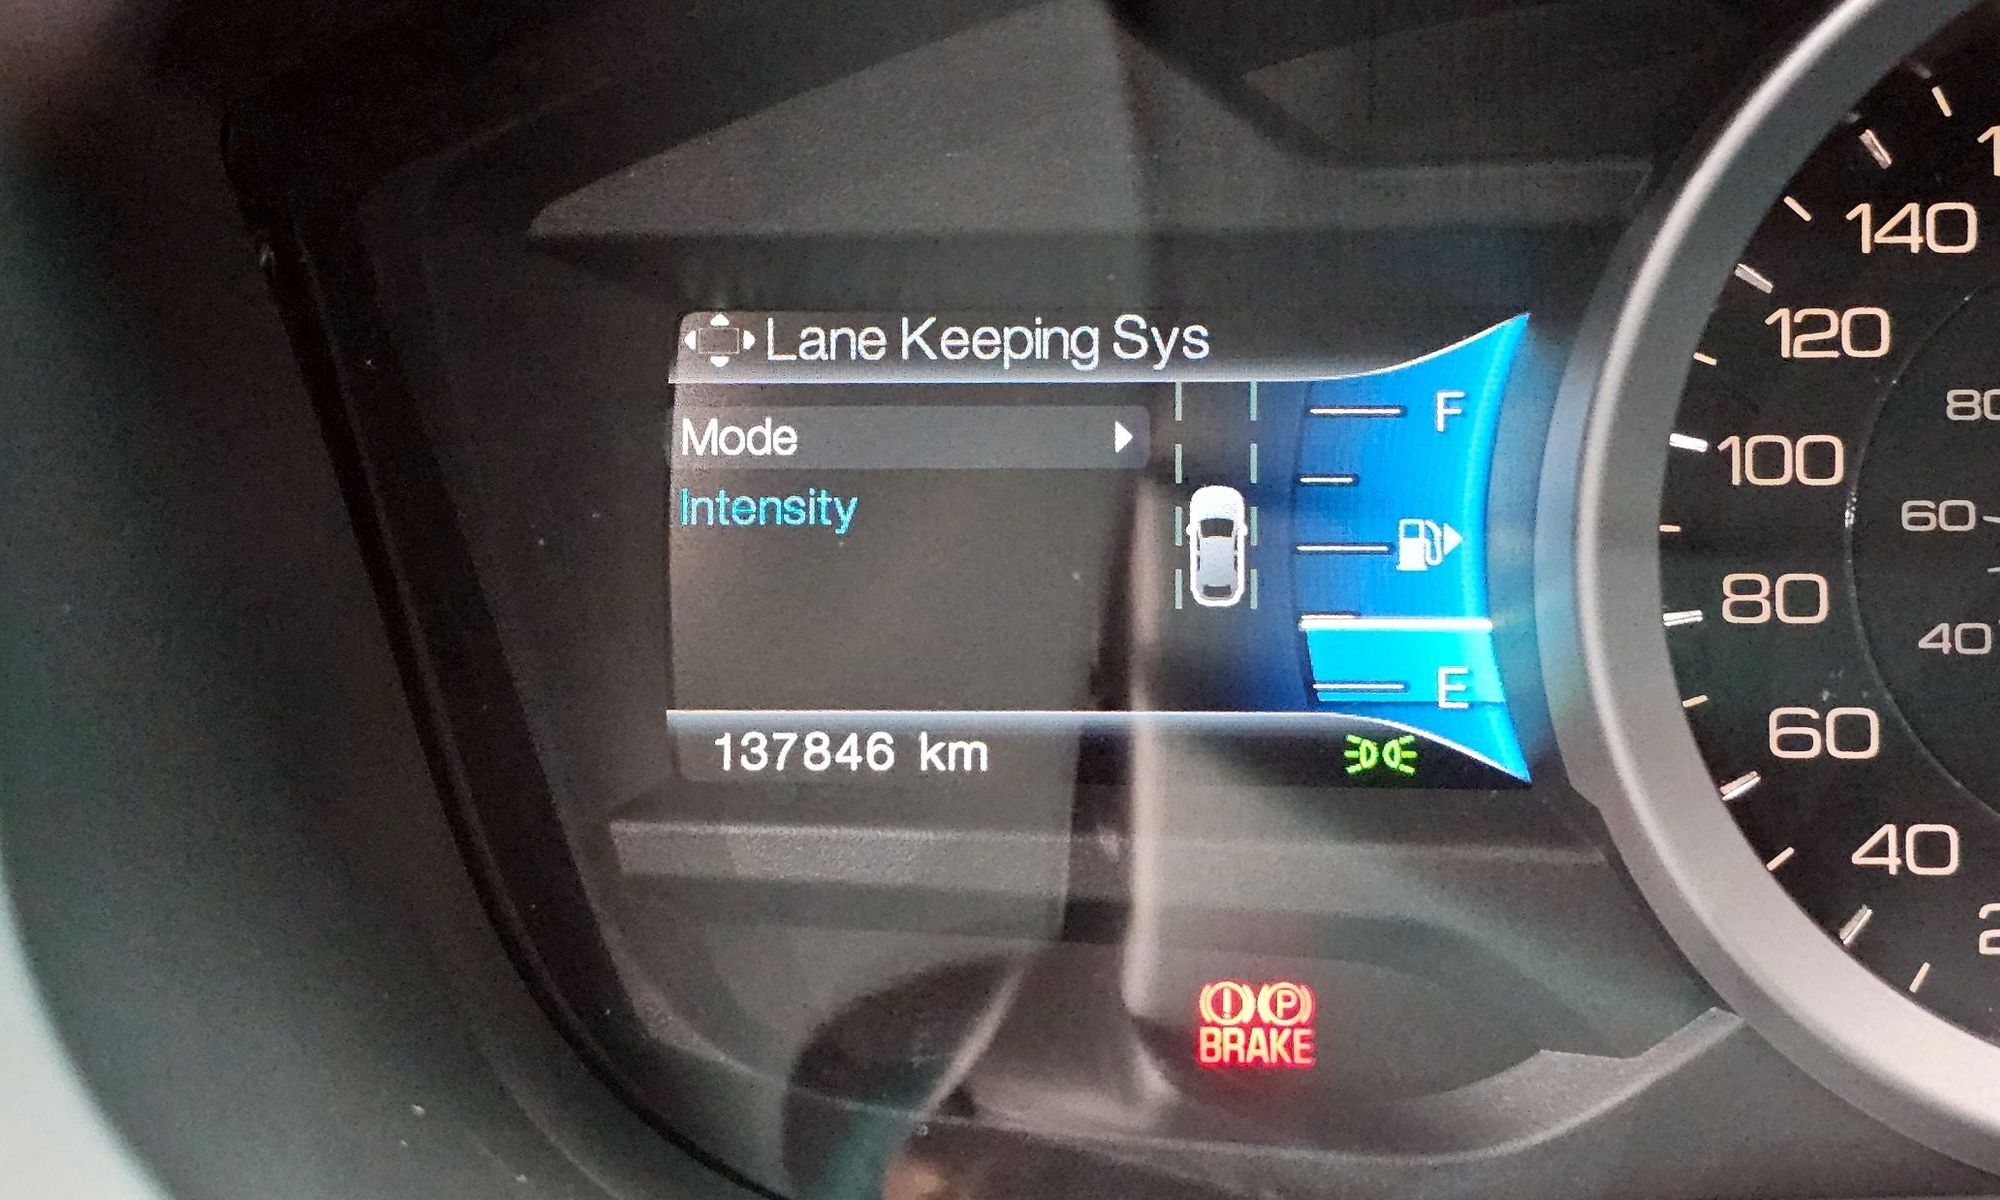 Lane Keeping Sys
Mode
Intensity
F
E
137846 km
BRAKE
P
140
120
100
80
60
40
80
60
40